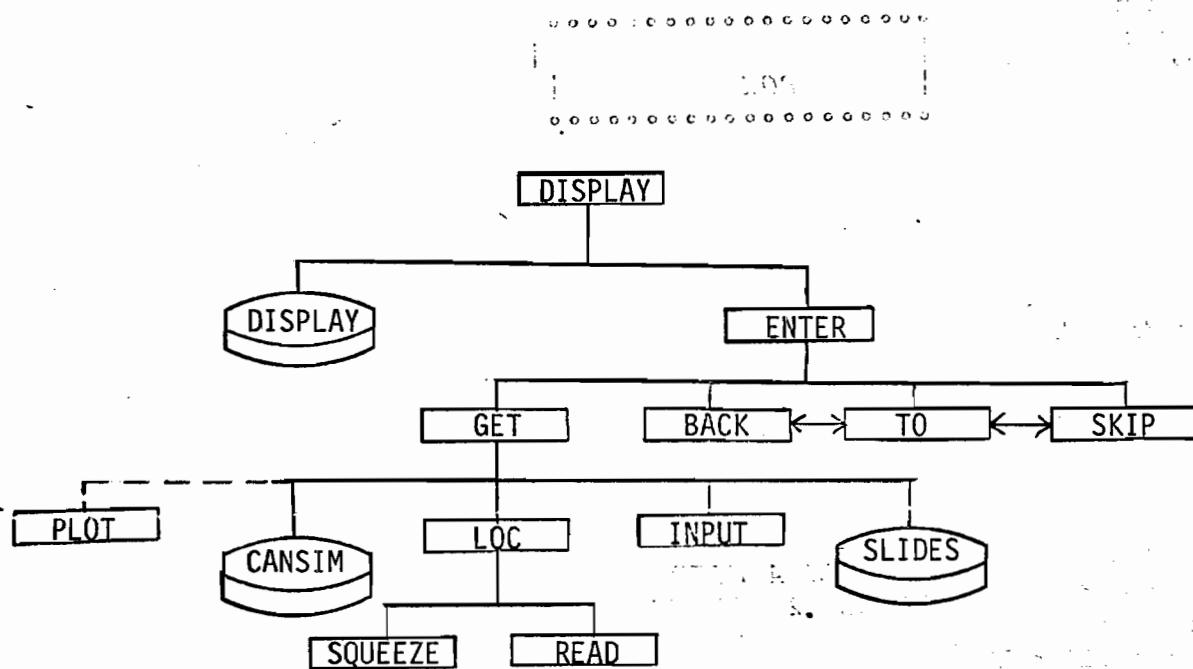 DISPLAY
DISPLAY
ENTER
GET
BACK
TO
SKIP
PLOT
CANSIM
LOC
INPUT
SLIDES
SQUEEZE
READ